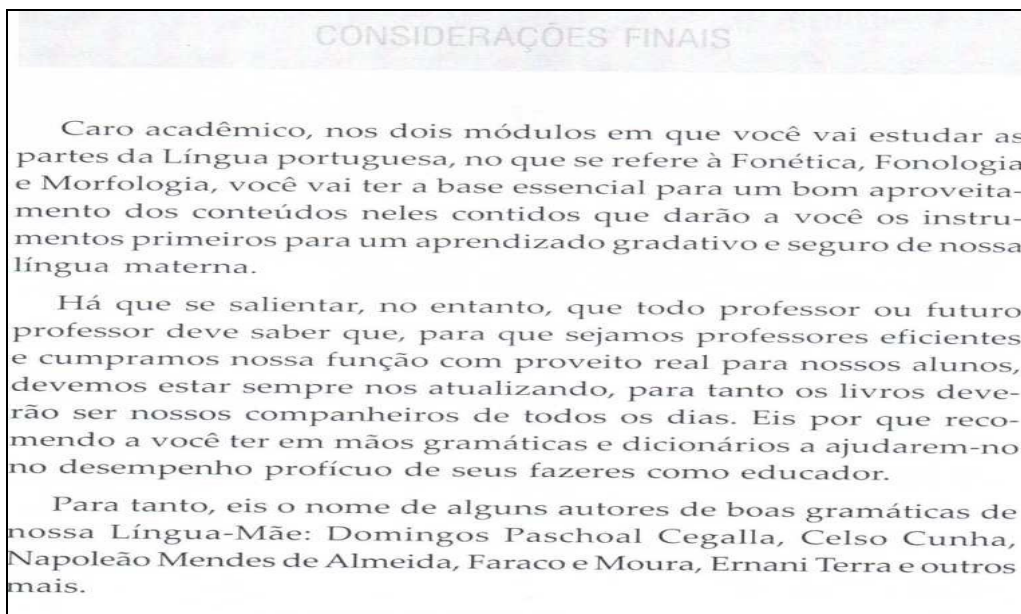 CONSIDERAÇÕES FINAIS
Caro acadêmico, nos dois módulos em que você vai estudar as
partes da Língua portuguesa, no que se refere à Fonética, Fonologia
e Morfologia, você vai ter a base essencial para um bom aproveita-
mento dos conteúdos neles contidos que darão a você os instru-
mentos primeiros para um aprendizado gradativo e seguro de nossa
língua materna.
Há que se salientar, no entanto, que todo professor ou futuro
professor deve saber que, para que sejamos professores eficientes
e cumpramos nossa função com proveito real para nossos alunos,
devemos estar sempre nos atualizando, para tanto os livros deve-
rão ser nossos companheiros de todos os dias. Eis por que reco-
mendo a você ter em mãos gramáticas e dicionários a ajudarem-no
no desempenho profícuo de seus fazeres como educador.
Para tanto, eis o nome de alguns autores de boas gramáticas de
nossa Língua-Mãe: Domingos Paschoal Cegalla, Celso Cunha,
Napoleão Mendes de Almeida, Faraco e Moura, Ernani Terra e outros
mais.